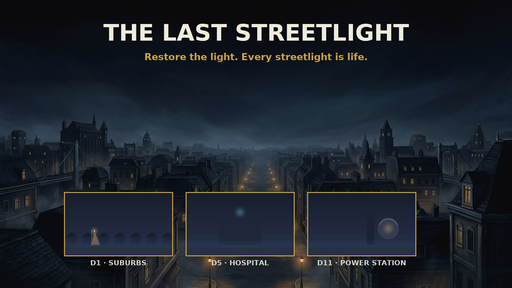 THE LAST STREETLIGHT
Restore the light. Every streetlight is life.
D1 · SUBURBS
D5 · HOSPITAL
D11 · POWER STATION